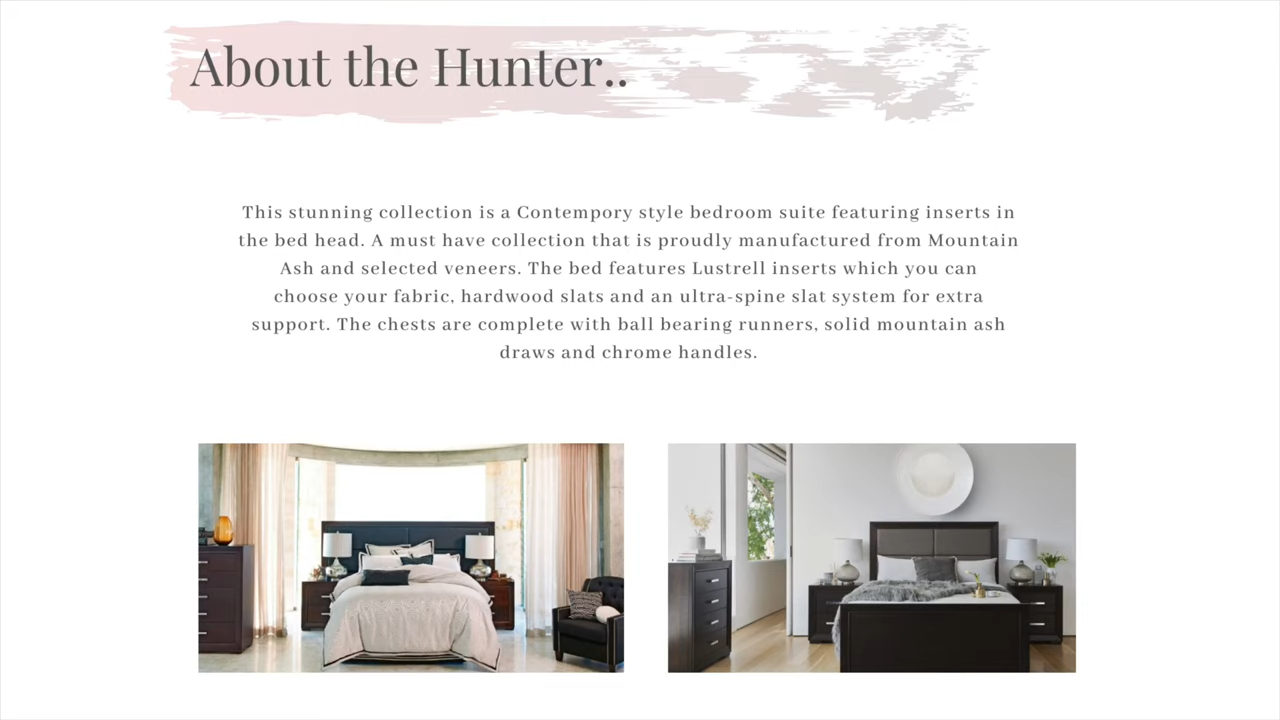 About the Hunter..
This stunning collection is a Contempory style bedroom suite featuring inserts in
the bed head. A must have collection that is proudly manufactured from Mountain
Ash and selected veneers. The bed features Lustrell inserts which you can
choose your fabric, hardwood slats and an ultra-spine slat system for extra
support. The chests are complete with ball bearing runners, solid mountain ash
draws and chrome handles.